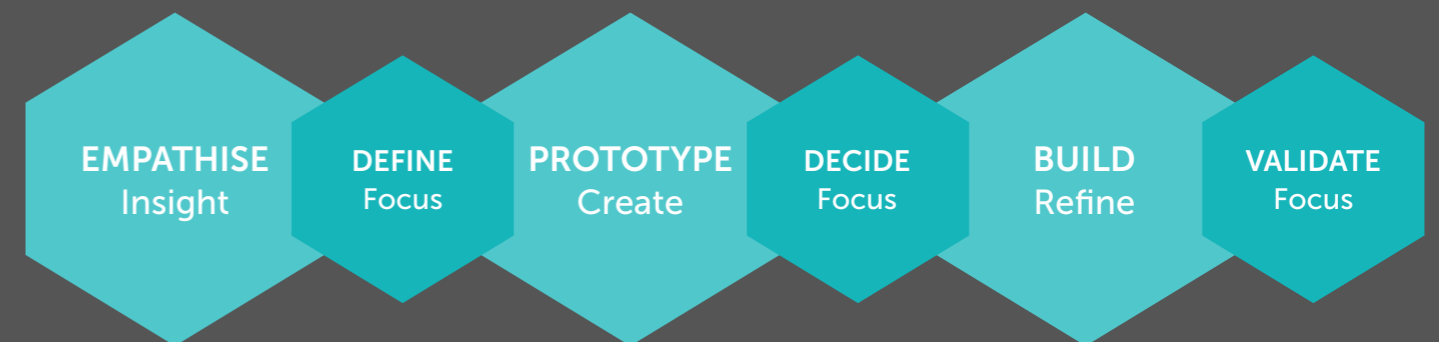 EMPATHISE
Insight
DEFINE
Focus
PROTOTYPE
Create
DECIDE
Focus
BUILD
Refine
VALIDATE
Focus